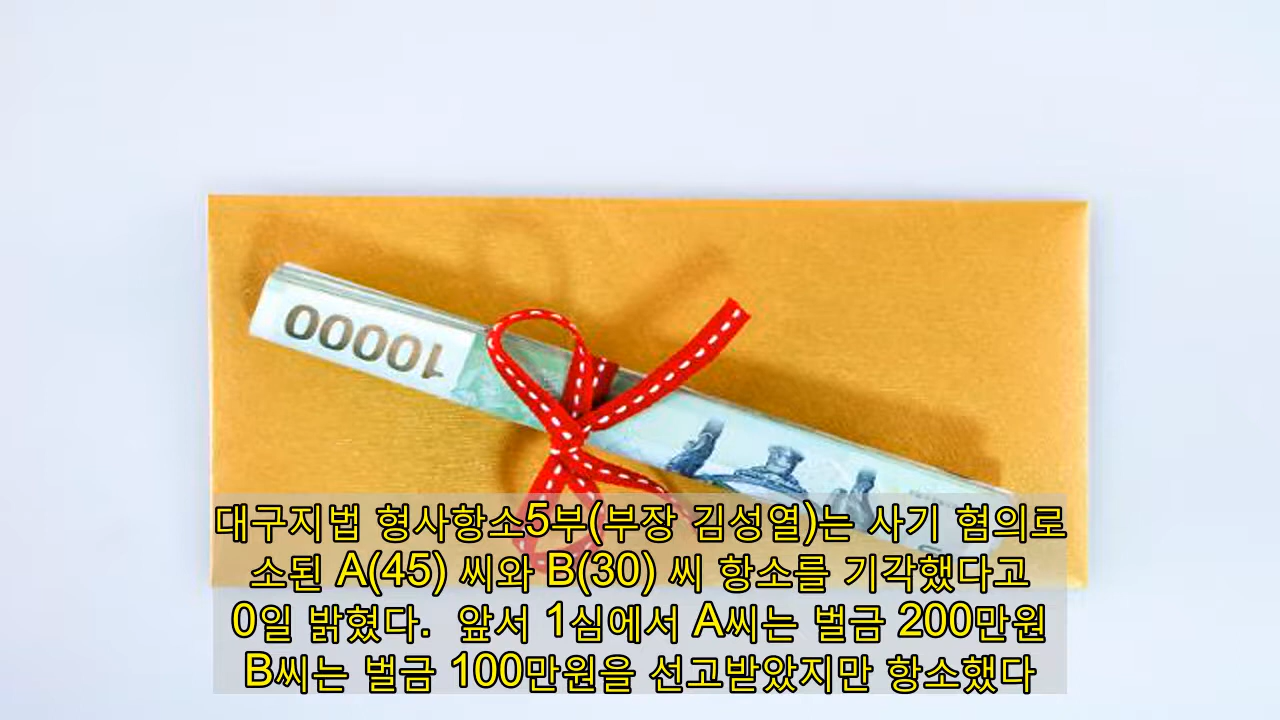 10000
대구지법 형사항소5부(부장 김성열)는 사기 혐의로
소된 A(45) 씨와 B(30) 씨 항소를 기각했다고
0일 밝혔다. 앞서 1심에서 A씨는 벌금 200만원
B씨는 벌금 100만원을 선고받았지만 항소했다